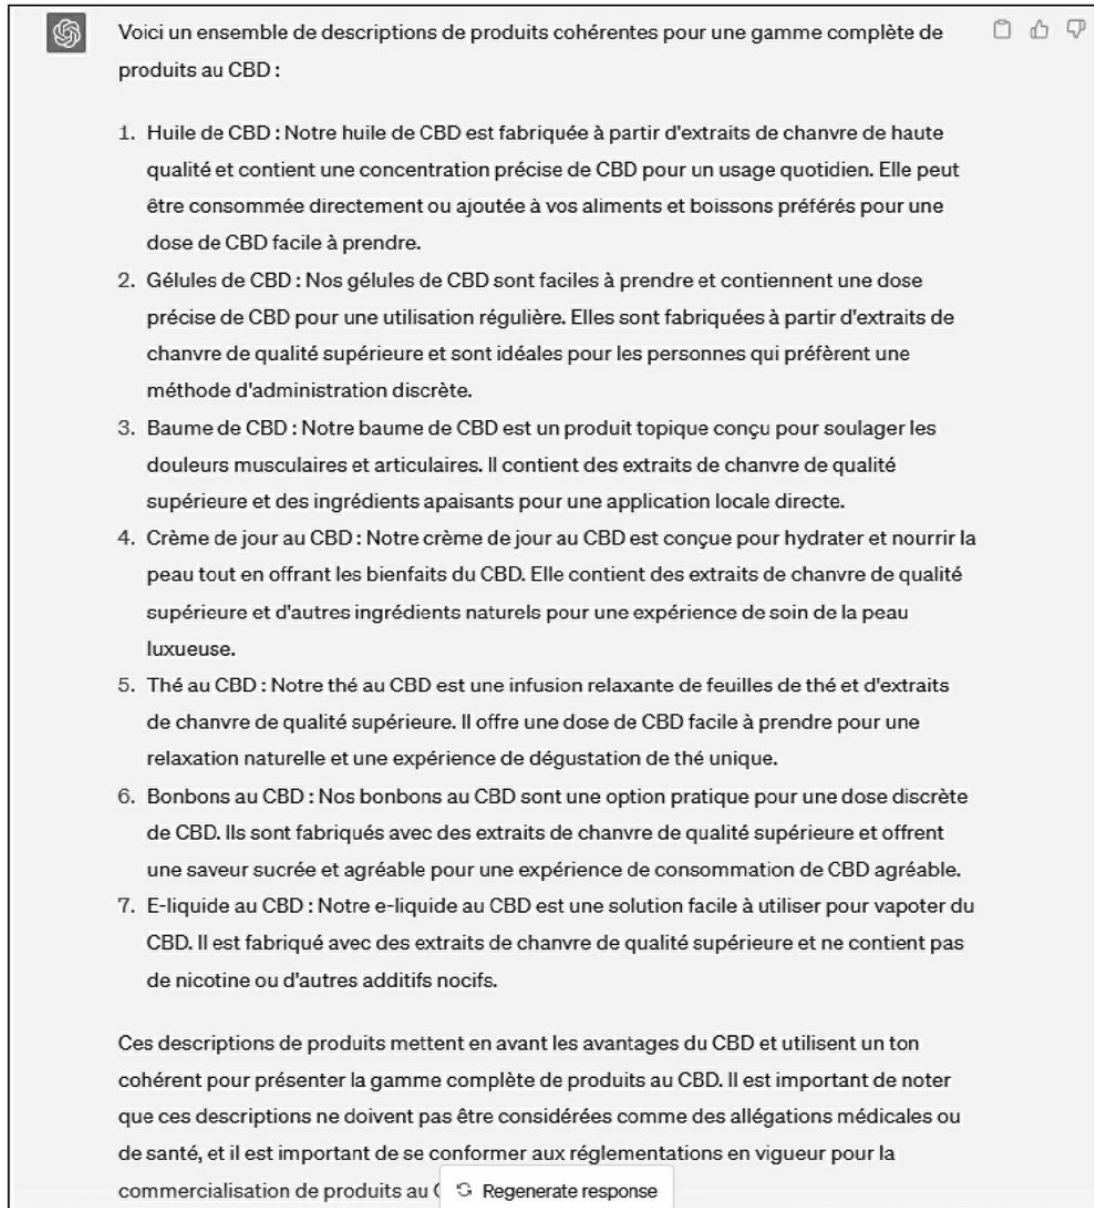 Voici un ensemble de descriptions de produits cohérentes pour une gamme complète de
produits au CBD :
1. Huile de CBD : Notre huile de CBD est fabriquée à partir d'extraits de chanvre de haute
qualité et contient une concentration précise de CBD pour un usage quotidien. Elle peut
être consommée directement ou ajoutée à vos aliments et boissons préférés pour une
dose de CBD facile à prendre.
2. Gélules de CBD : Nos gélules de CBD sont faciles à prendre et contiennent une dose
précise de CBD pour une utilisation régulière. Elles sont fabriquées à partir d'extraits de
chanvre de qualité supérieure et sont idéales pour les personnes qui préfèrent une
méthode d'administration discrète.
3. Baume de CBD : Notre baume de CBD est un produit topique conçu pour soulager les
douleurs musculaires et articulaires. Il contient des extraits de chanvre de qualité
supérieure et des ingrédients apaisants pour une application locale directe.
4. Crème de jour au CBD : Notre crème de jour au CBD est conçue pour hydrater et nourrir la
peau tout en offrant les bienfaits du CBD. Elle contient des extraits de chanvre de qualité
supérieure et d'autres ingrédients naturels pour une expérience de soin de la peau
luxueuse.
5. Thé au CBD : Notre thé au CBD est une infusion relaxante de feuilles de thé et d'extraits
de chanvre de qualité supérieure. Il offre une dose de CBD facile à prendre pour une
relaxation naturelle et une expérience de dégustation de thé unique.
6. Bonbons au CBD : Nos bonbons au CBD sont une option pratique pour une dose discrète
de CBD. Ils sont fabriqués avec des extraits de chanvre de qualité supérieure et offrent
une saveur sucrée et agréable pour une expérience de consommation de CBD agréable.
7. E-liquide au CBD : Notre e-liquide au CBD est une solution facile à utiliser pour vapoter du
CBD. Il est fabriqué avec des extraits de chanvre de qualité supérieure et ne contient pas
de nicotine ou d'autres additifs nocifs.
Ces descriptions de produits mettent en avant les avantages du CBD et utilisent un ton
cohérent pour présenter la gamme complète de produits au CBD. Il est important de noter
que ces descriptions ne doivent pas être considérées comme des allégations médicales ou
de santé, et il est important de se conformer aux réglementations en vigueur pour la
commercialisation de produits au
Regenerate response